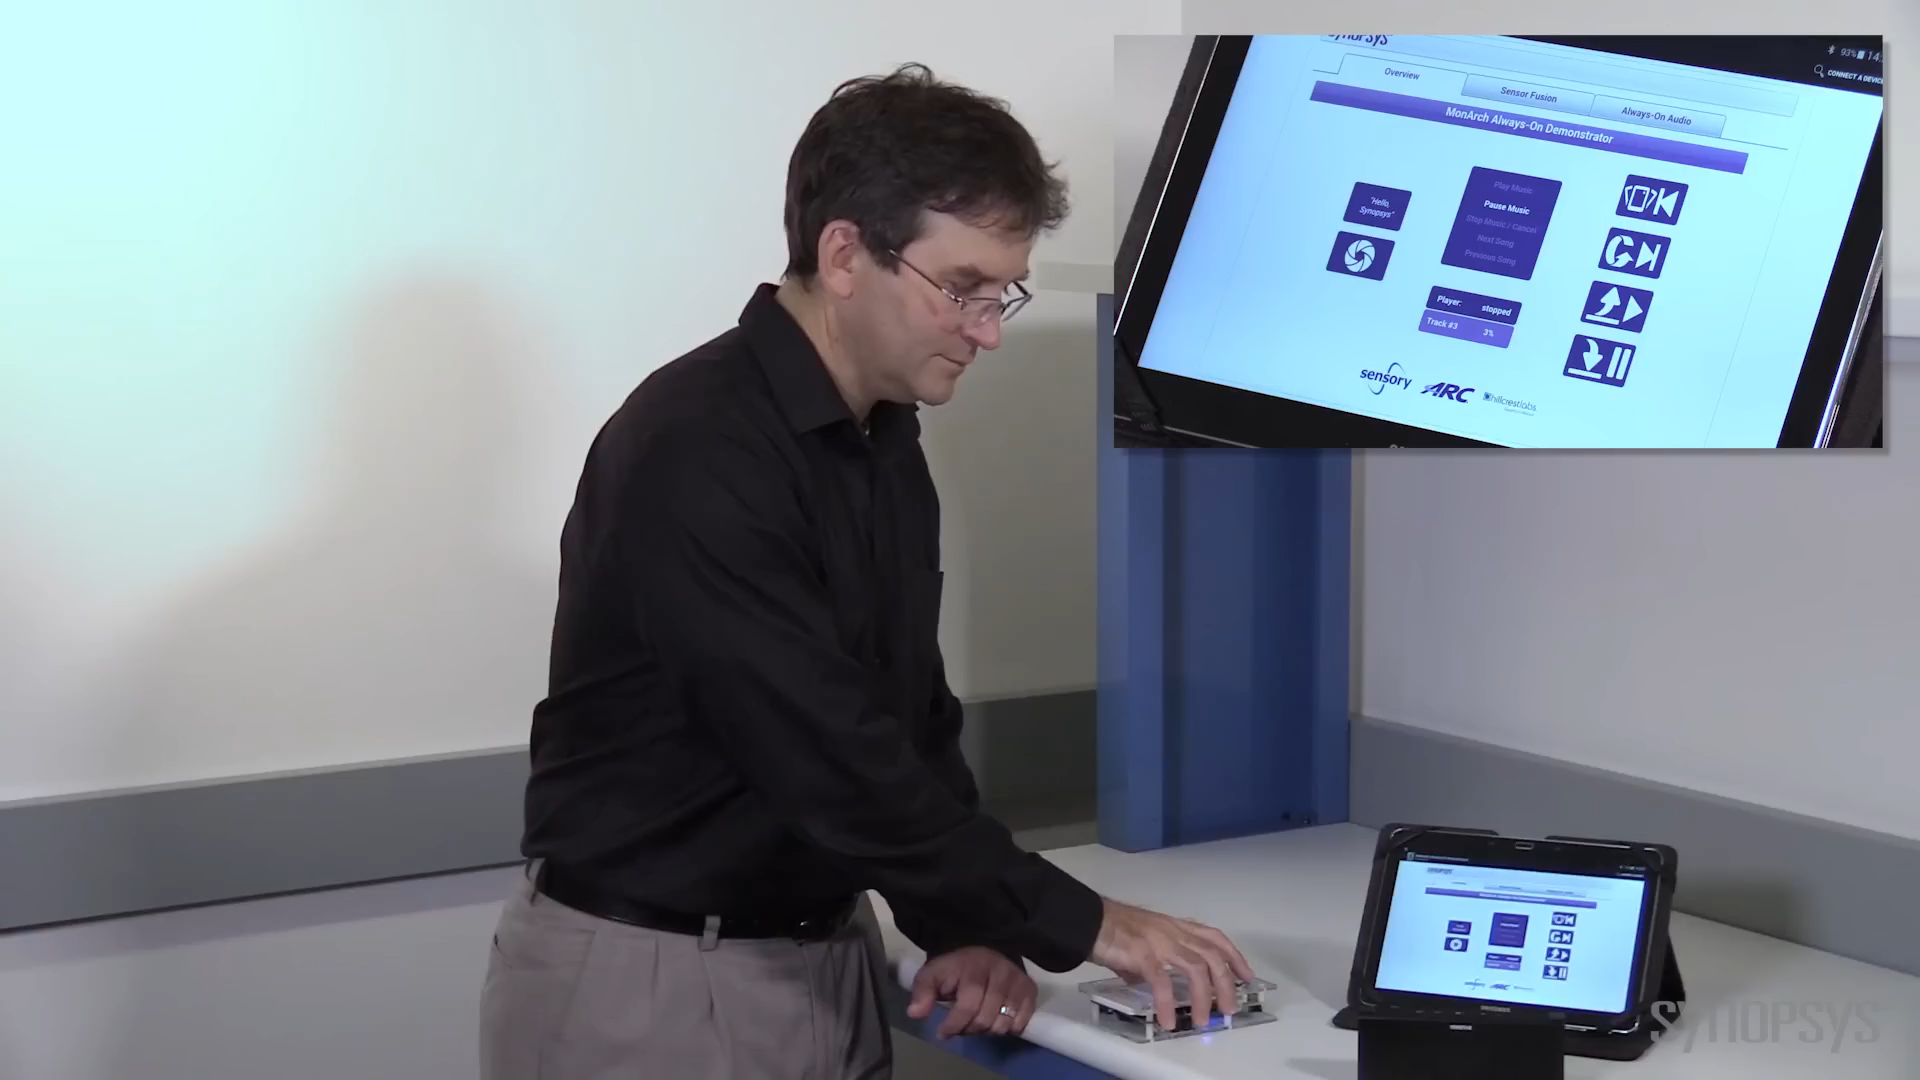 SYNOPSYS
93% 14:
CONNECT A DEVICE
Overview
Sensor Fusion
Always-On Audio
MonArch Always-On Demonstrator
"Hello,
Synopsys"
Play Music
Pause Music
Stop Music / Cancel
Next Song
Previous Song
Player: stopped
Track #3 3%
sensory
ARC
hillcrestlabs
SYNOPSYS